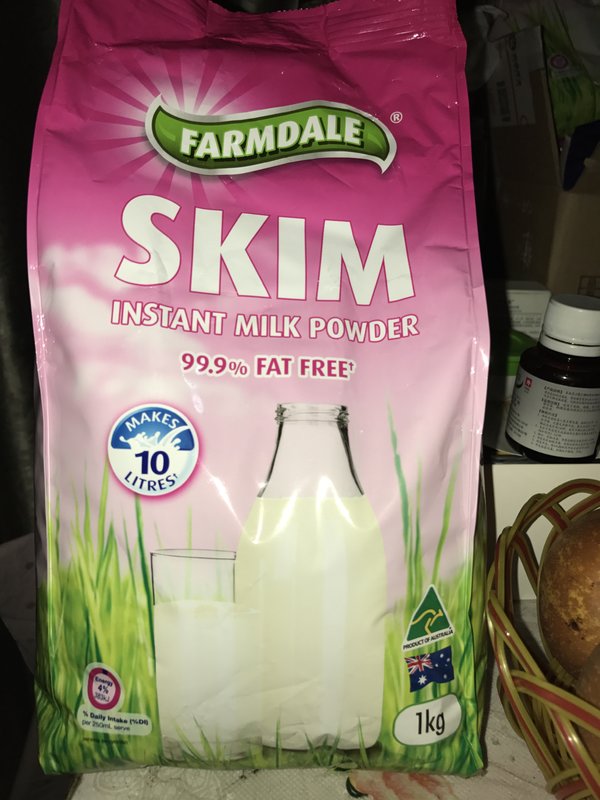 FARMDALE
®
SKIM
INSTANT MILK POWDER
99.9% FAT FREE†
MAKES
10
LITRES†
PRODUCT OF AUSTRALIA
Energy
4%
% Daily Intake (%DI)
per 250mL serve
1kg